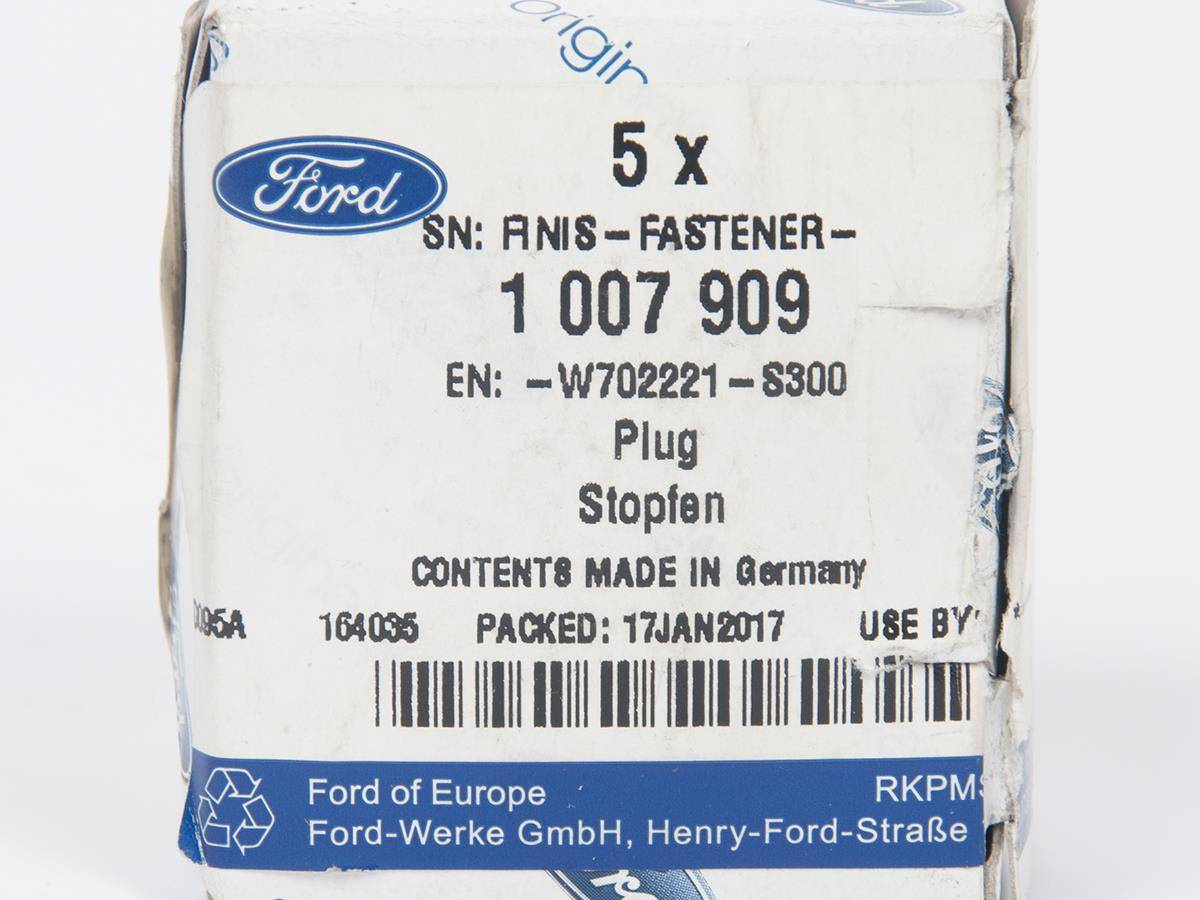 origin
Ford
5 x
SN: FINIS-FASTENER-
1 007 909
EN: -W702221-S300
Plug
Stopfen
CONTENTS MADE IN Germany
164035 PACKED: 17JAN2017 USE BY
Ford of Europe
Ford-Werke GmbH, Henry-Ford-Straße